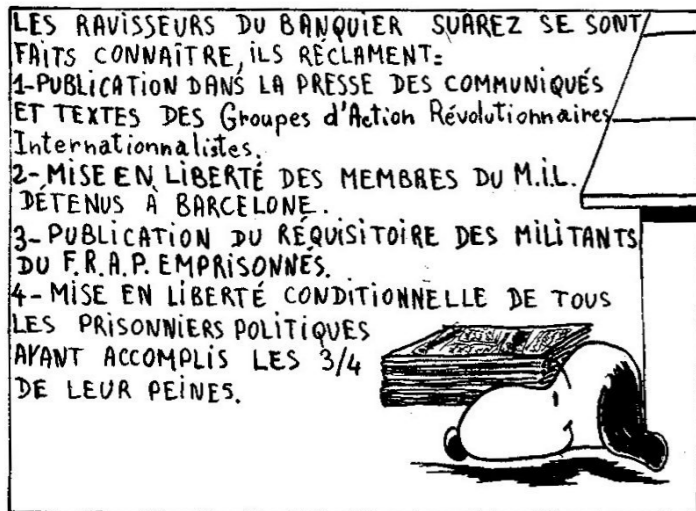 LES RAVISSEURS DU BANQUIER SUAREZ SE SONT
FAITS CONNAÎTRE, ILS RÉCLAMENT:
1-PUBLICATION DANS LA PRESSE DES COMMUNIQUÉS
ET TEXTES DES Groupes d'Action Révolutionnaires
Internationnalistes.
2-MISE EN LIBERTÉ DES MEMBRES DU M.I.L.
DÉTENUS À BARCELONE.
3-PUBLICATION DU RÉQUISITOIRE DES MILITANTS
DU F.R.A.P. EMPRISONNÉS.
4-MISE EN LIBERTÉ CONDITIONNELLE DE TOUS
LES PRISONNIERS POLITIQUES
AYANT ACCOMPLIS LES 3/4
DE LEUR PEINES.